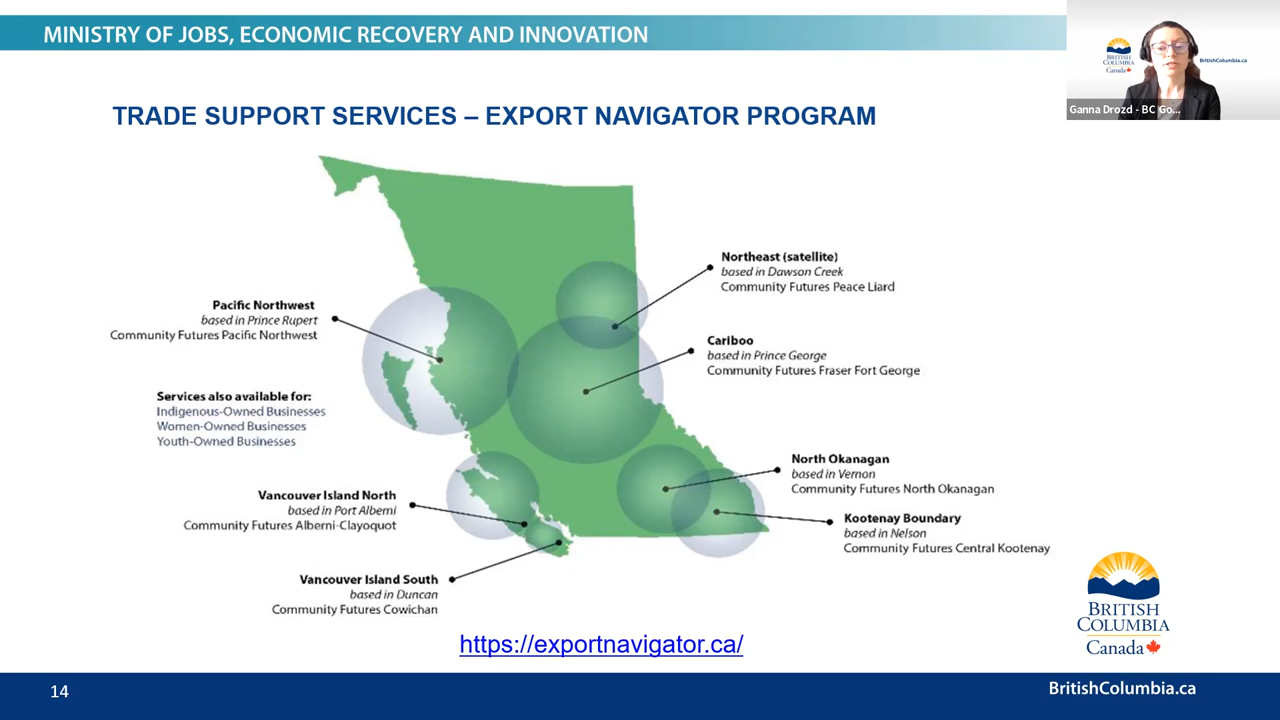 MINISTRY OF JOBS, ECONOMIC RECOVERY AND INNOVATION
BRITISH
COLUMBIA
Canada
BritishColumbia.ca
Ganna Drozd - BC Go...
TRADE SUPPORT SERVICES – EXPORT NAVIGATOR PROGRAM
Northeast (satellite)
based in Dawson Creek
Community Futures Peace Liard
Pacific Northwest
based in Prince Rupert
Community Futures Pacific Northwest
Cariboo
based in Prince George
Community Futures Fraser Fort George
Services also available for:
Indigenous-Owned Businesses
Women-Owned Businesses
Youth-Owned Businesses
North Okanagan
based in Vernon
Community Futures North Okanagan
Vancouver Island North
based in Port Alberni
Community Futures Alberni-Clayoquot
Kootenay Boundary
based in Nelson
Community Futures Central Kootenay
Vancouver Island South
based in Duncan
Community Futures Cowichan
https://exportnavigator.ca/
BRITISH
COLUMBIA
Canada
14
BritishColumbia.ca